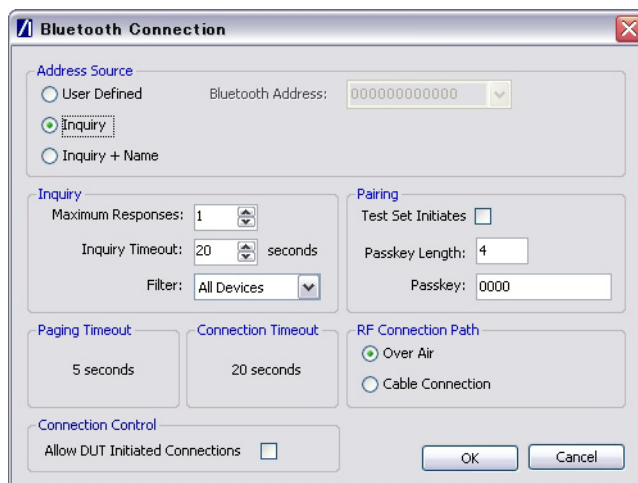 Bluetooth Connection
Address Source
User Defined
Bluetooth Address:
000000000000
Inquiry
Inquiry + Name
Inquiry
Maximum Responses:
1
Inquiry Timeout:
20
seconds
Filter:
All Devices
Pairing
Test Set Initiates
Passkey Length:
4
Passkey:
0000
Paging Timeout
5 seconds
Connection Timeout
20 seconds
RF Connection Path
Over Air
Cable Connection
Connection Control
Allow DUT Initiated Connections
OK
Cancel